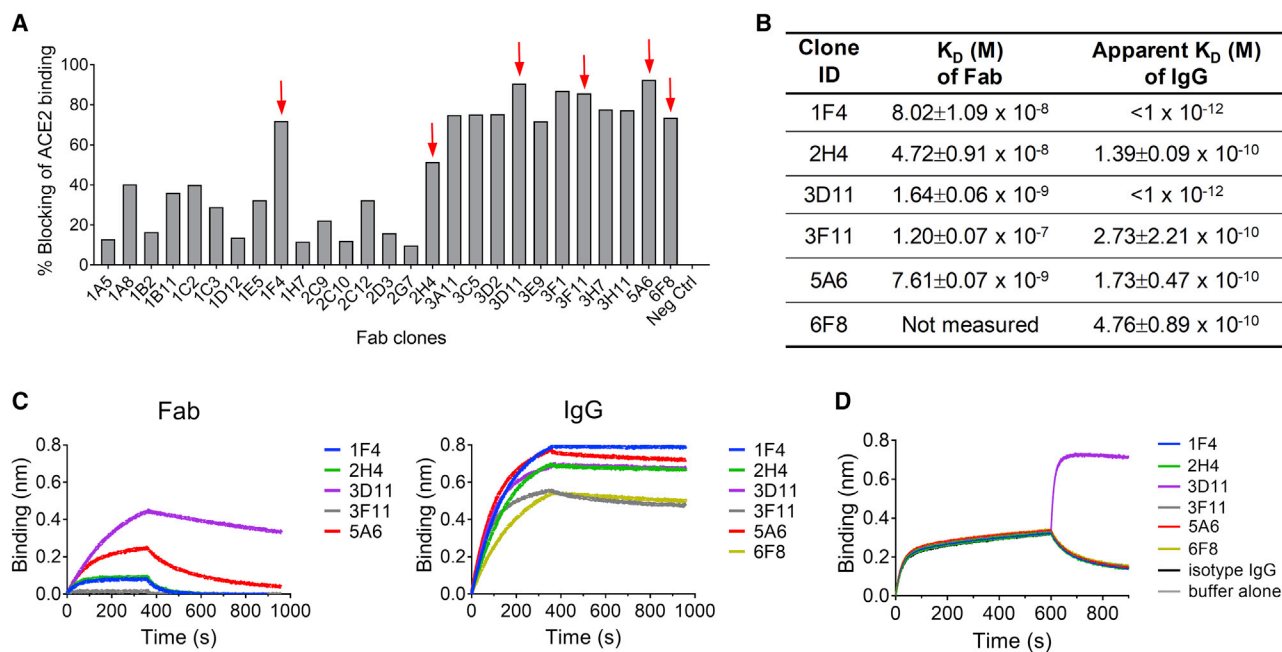 A
% Blocking of ACE2 binding
100
80
60
40
20
0
1A5
1A8
1B2
1B11
1C2
1C3
1D12
1E5
1F4
1H7
2C9
2C10
2C12
2D3
2G7
2H4
3A11
3C5
3D2
3D11
3E9
3F1
3F11
3H7
3H11
5A6
6F8
Neg Ctrl
Fab clones
B
Clone ID K_D (M) of Fab Apparent K_D (M) of IgG
1F4 8.02±1.09 x 10⁻⁸ <1 x 10⁻¹²
2H4 4.72±0.91 x 10⁻⁸ 1.39±0.09 x 10⁻¹⁰
3D11 1.64±0.06 x 10⁻⁹ <1 x 10⁻¹²
3F11 1.20±0.07 x 10⁻⁷ 2.73±2.21 x 10⁻¹⁰
5A6 7.61±0.07 x 10⁻⁹ 1.73±0.47 x 10⁻¹⁰
6F8 Not measured 4.76±0.89 x 10⁻¹⁰
C
Fab
Binding (nm)
0.8
0.6
0.4
0.2
0.0
0 200 400 600 800 1000
Time (s)
1F4
2H4
3D11
3F11
5A6
IgG
Binding (nm)
0.8
0.6
0.4
0.2
0.0
0 200 400 600 800 1000
Time (s)
1F4
2H4
3D11
3F11
5A6
6F8
D
Binding (nm)
0.8
0.6
0.4
0.2
0.0
0 200 400 600 800
Time (s)
1F4
2H4
3D11
3F11
5A6
6F8
isotype IgG
buffer alone